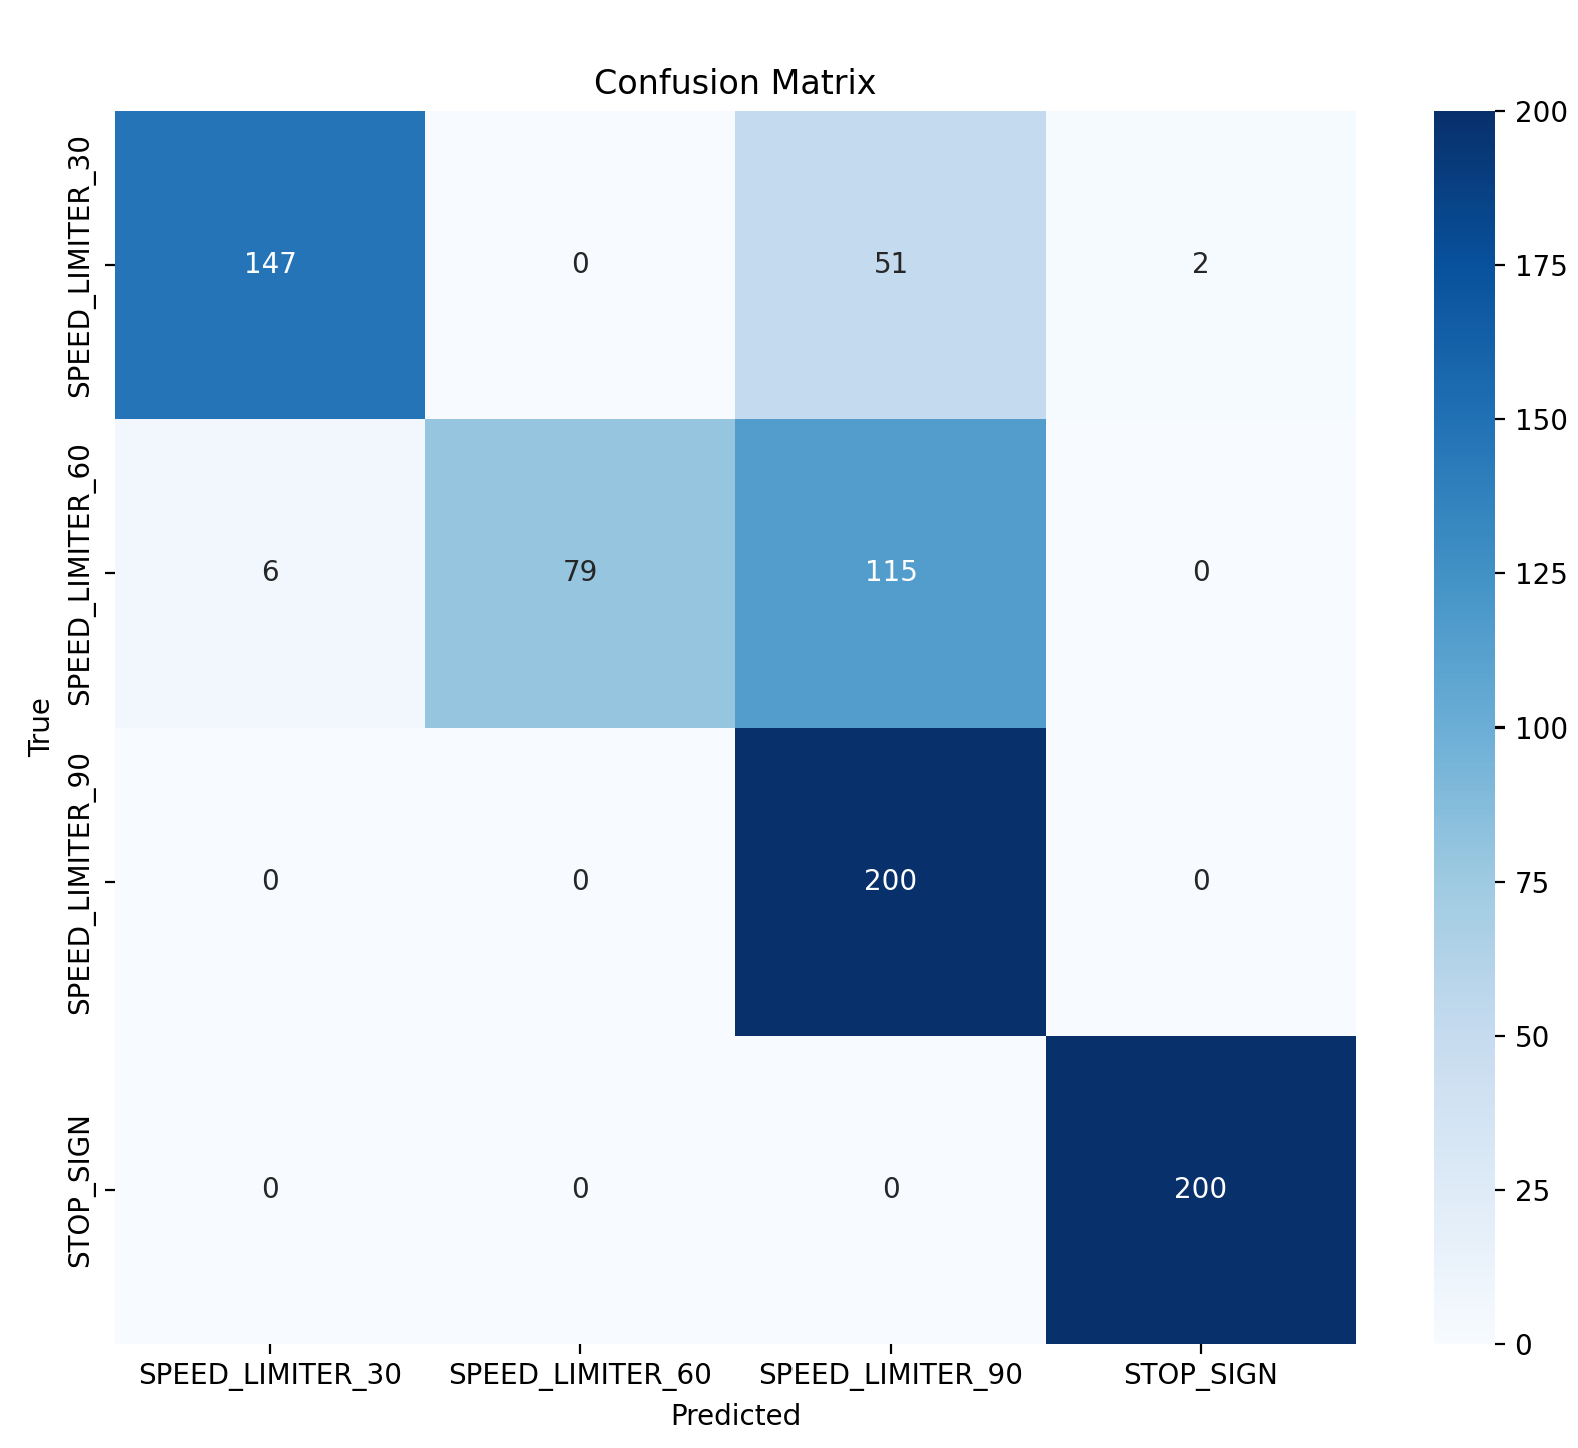 Confusion Matrix
SPEED_LIMITER_30
147 0 51 2
SPEED_LIMITER_60
6 79 115 0
SPEED_LIMITER_90
0 0 200 0
STOP_SIGN
0 0 0 200
True
SPEED_LIMITER_30 SPEED_LIMITER_60 SPEED_LIMITER_90 STOP_SIGN
Predicted
200
175
150
125
100
75
50
25
0